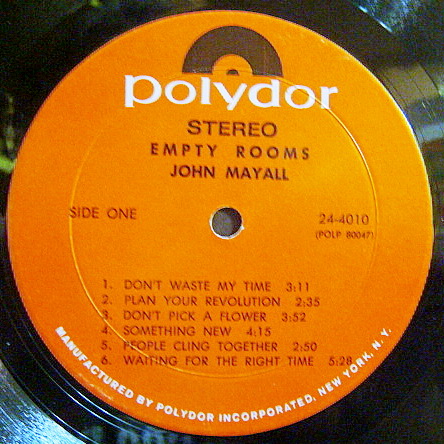 polydor
STEREO
EMPTY ROOMS
JOHN MAYALL
SIDE ONE
24-4010
(POLP 80047)
1. DON'T WASTE MY TIME 3:11
2. PLAN YOUR REVOLUTION 2:35
3. DON'T PICK A FLOWER 3:52
4. SOMETHING NEW 4:15
5. PEOPLE CLING TOGETHER 2:50
6. WAITING FOR THE RIGHT TIME 5:28
MANUFACTURED BY POLYDOR INCORPORATED, NEW YORK, N. Y.